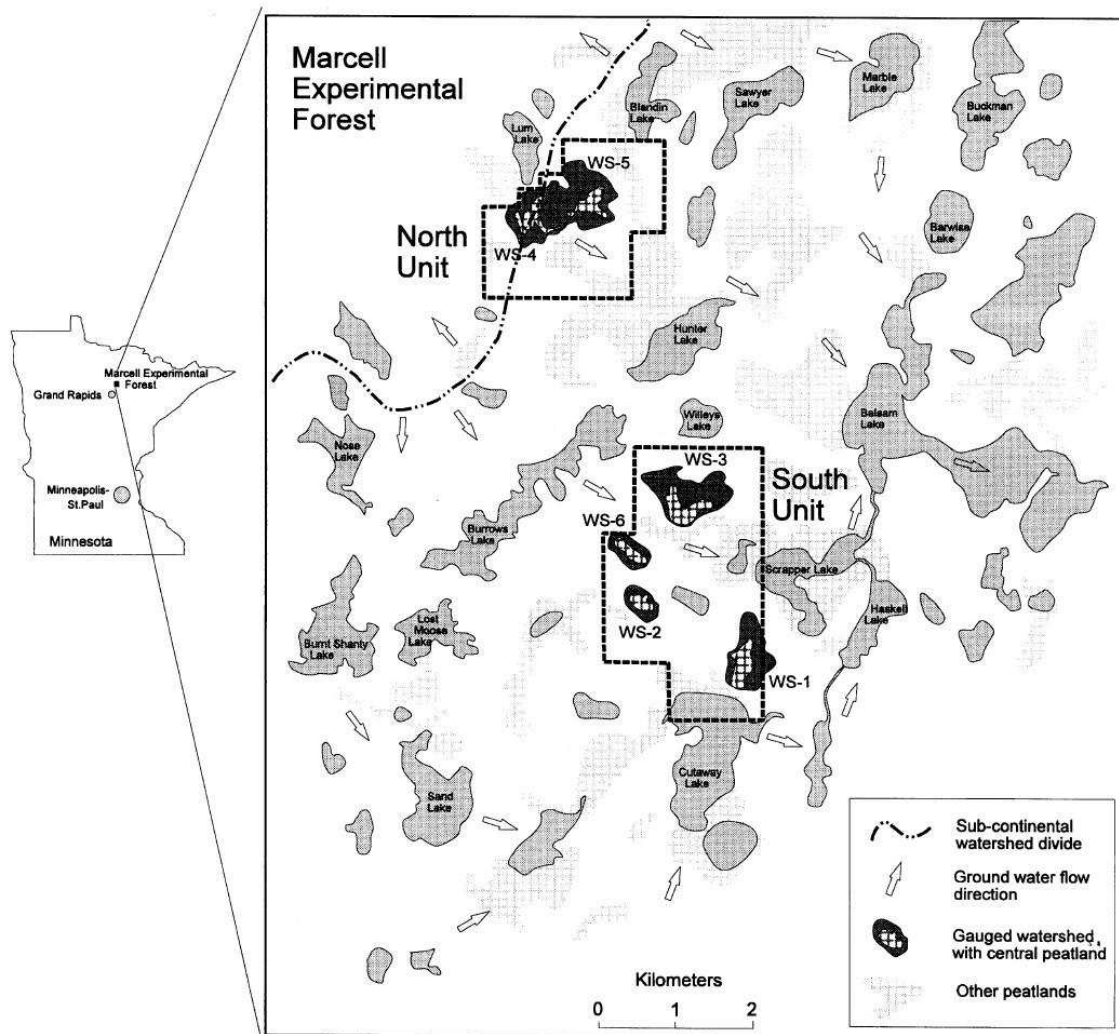 Marcell
Experimental
Forest
Lum
Lake
Blandin
Lake
Sawyer
Lake
Marble
Lake
Buckman
Lake
WS-5
Barwise
Lake
North
Unit
WS-4
Hunter
Lake
Marcell Experimental
Forest
Grand Rapids
Minneapolis-
St.Paul
Minnesota
Nose
Lake
Willeys
Lake
Balsam
Lake
WS-3
South
Unit
Burrows
Lake
WS-6
Scrapper Lake
Haskell
Lake
WS-2
Burnt Shanty
Lake
Lost
Moose
Lake
WS-1
Sand
Lake
Cutaway
Lake
Kilometers
0 1 2
Sub-continental
watershed divide
Ground water flow
direction
Gauged watershed
with central peatland
Other peatlands